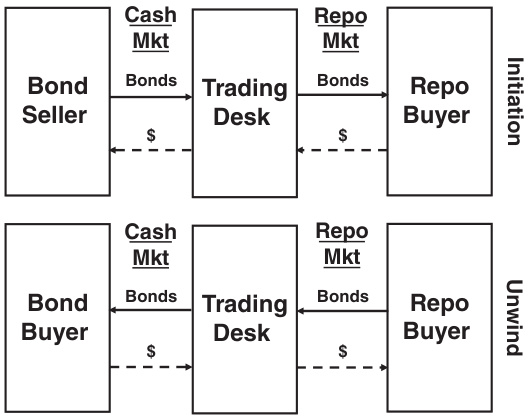 Cash
Mkt
Repo
Mkt
Bond
Seller
Bonds
$
Trading
Desk
Bonds
$
Repo
Buyer
Initiation
Cash
Mkt
Repo
Mkt
Bond
Buyer
Bonds
$
Trading
Desk
Bonds
$
Repo
Buyer
Unwind